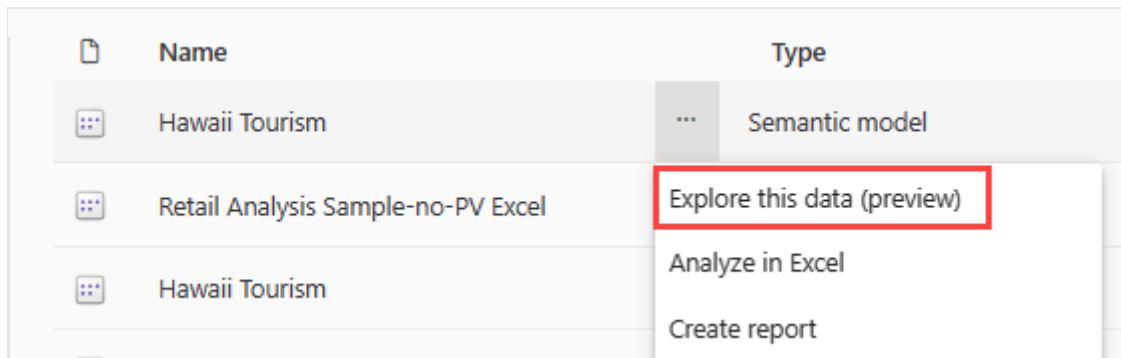 Name Type
Hawaii Tourism ... Semantic model
Retail Analysis Sample-no-PV Excel
Explore this data (preview)
Analyze in Excel
Hawaii Tourism
Create report